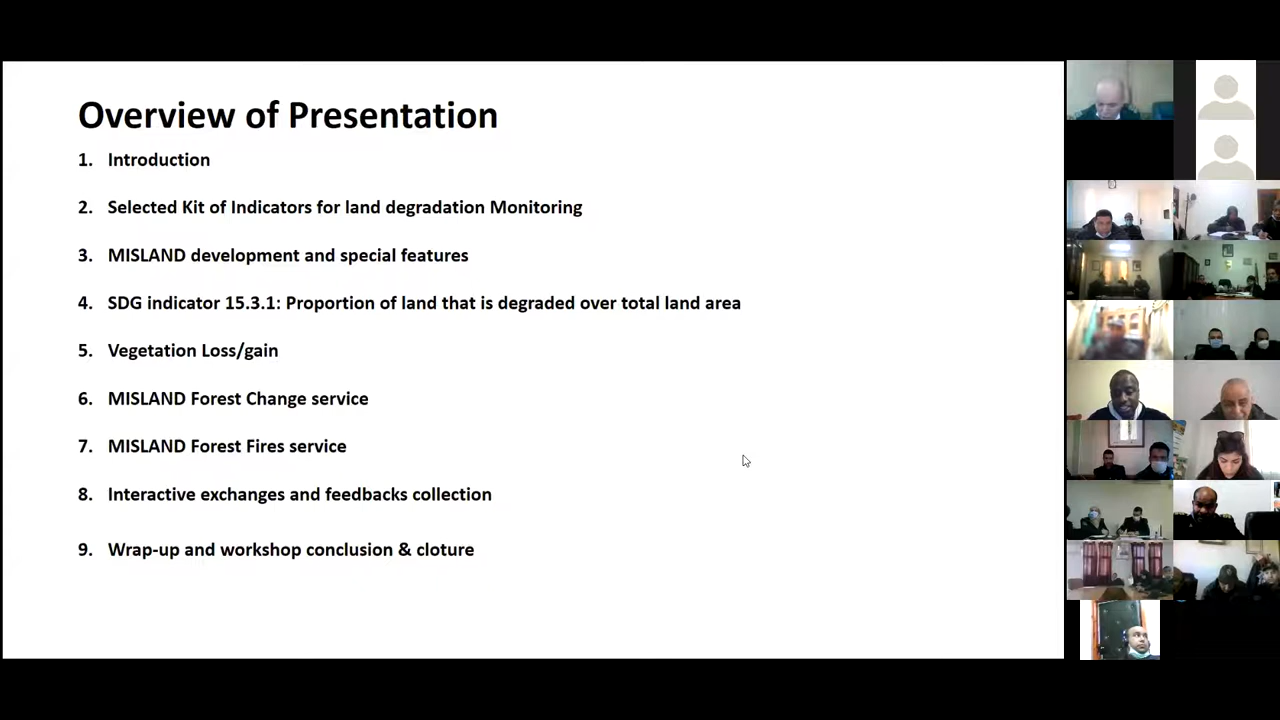 Overview of Presentation
1. Introduction
2. Selected Kit of Indicators for land degradation Monitoring
3. MISLAND development and special features
4. SDG indicator 15.3.1: Proportion of land that is degraded over total land area
5. Vegetation Loss/gain
6. MISLAND Forest Change service
7. MISLAND Forest Fires service
8. Interactive exchanges and feedbacks collection
9. Wrap-up and workshop conclusion & cloture